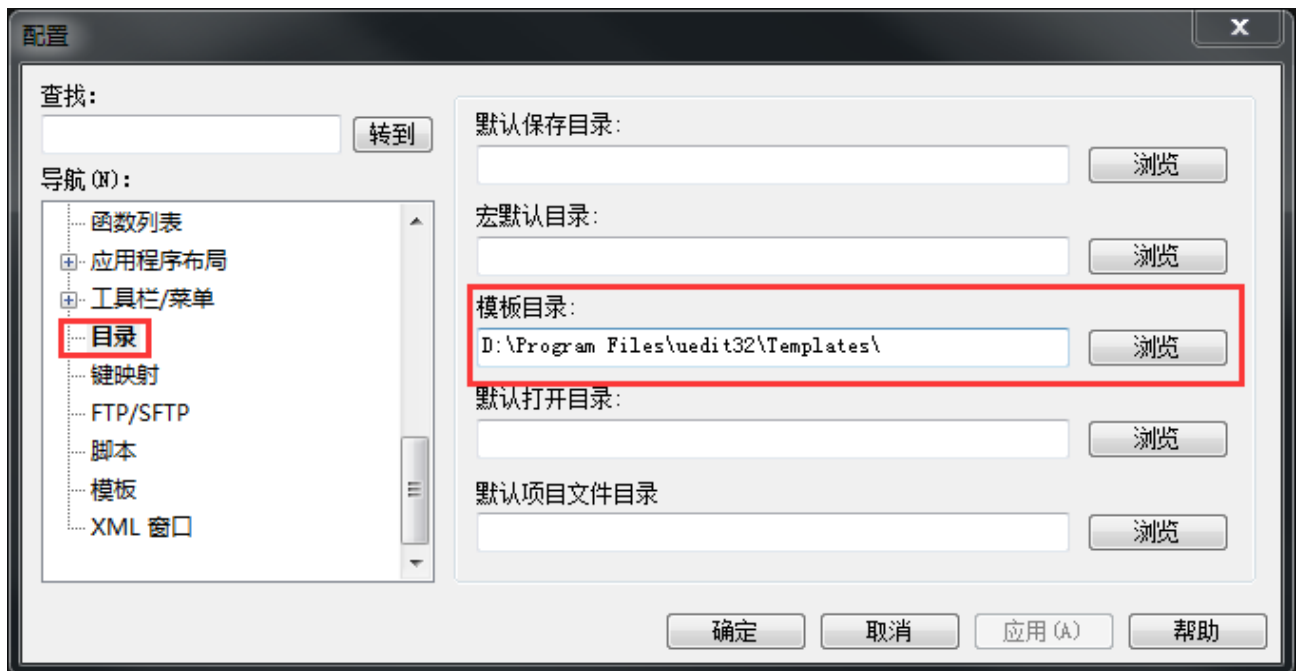 配置
x
查找:
转到
导航(N):
函数列表
应用程序布局
工具栏/菜单
目录
键映射
FTP/SFTP
脚本
模板
XML 窗口
默认保存目录:
浏览
宏默认目录:
浏览
模板目录:
D:\Program Files\uedit32\Templates\
浏览
默认打开目录:
浏览
默认项目文件目录
浏览
确定
取消
应用(A)
帮助